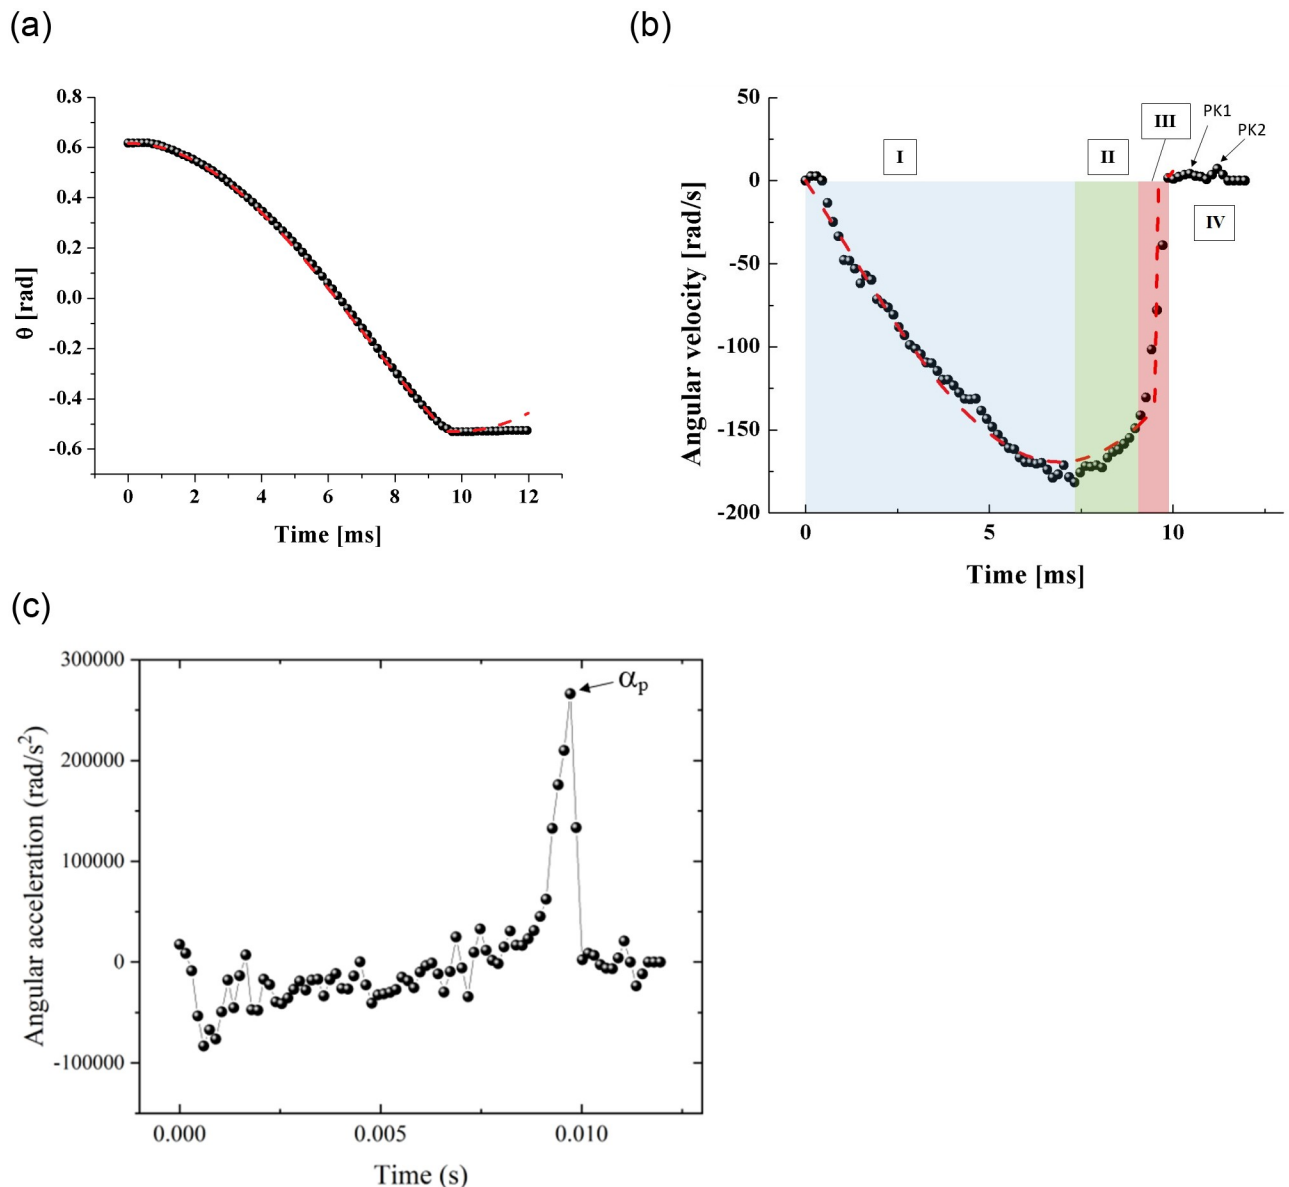 (a)
0.8
0.6
0.4
0.2
0.0
-0.2
-0.4
-0.6
θ [rad]
0 2 4 6 8 10 12
Time [ms]
(b)
50
0
-50
-100
-150
-200
Angular velocity [rad/s]
I
II
III
IV
PK1
PK2
0 5 10
Time [ms]
(c)
300000
200000
100000
0
-100000
Angular acceleration (rad/s²)
αₚ
0.000 0.005 0.010
Time (s)